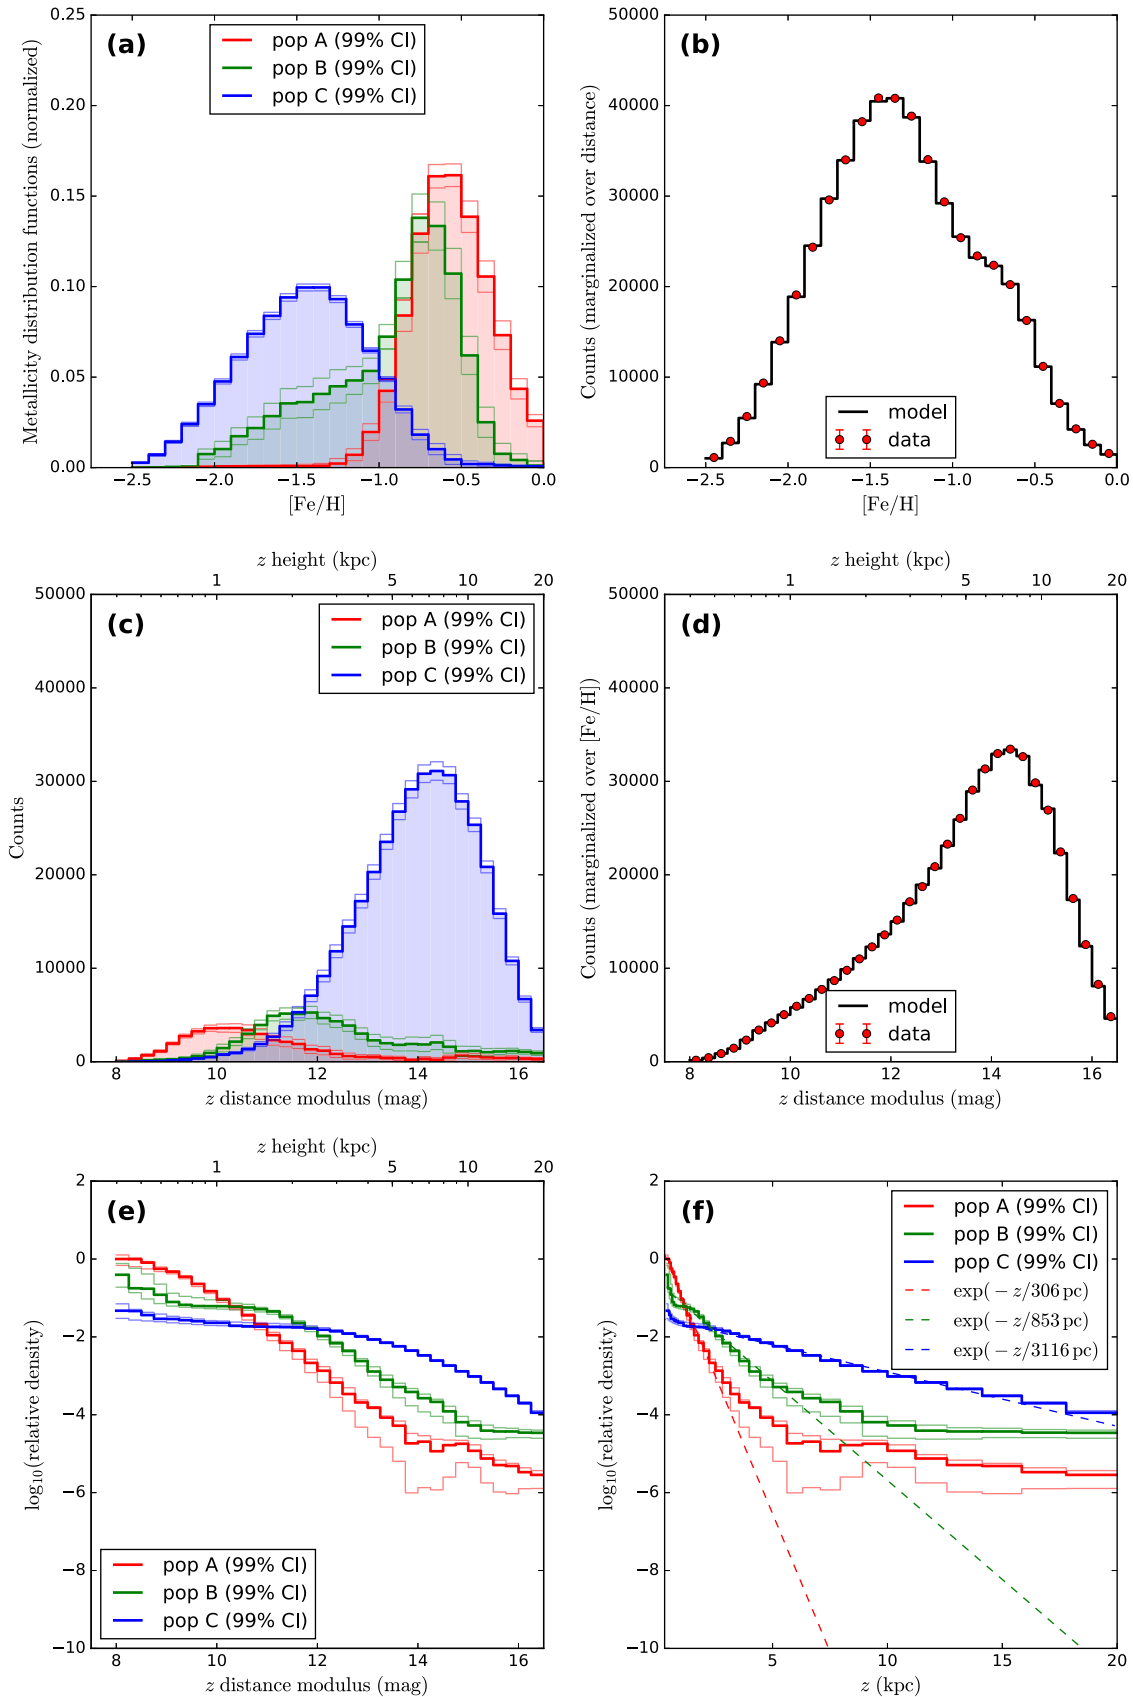 (a)
pop A (99% CI)
pop B (99% CI)
pop C (99% CI)
Metallicity distribution functions (normalized)
0.25
0.20
0.15
0.10
0.05
0.00
−2.5 −2.0 −1.5 −1.0 −0.5 0.0
[Fe/H]
(b)
Counts (marginalized over distance)
50000
40000
30000
20000
10000
0
model
data
−2.5 −2.0 −1.5 −1.0 −0.5 0.0
[Fe/H]
z height (kpc)
1 5 10 20
(c)
pop A (99% CI)
pop B (99% CI)
pop C (99% CI)
Counts
50000
40000
30000
20000
10000
0
8 10 12 14 16
z distance modulus (mag)
z height (kpc)
1 5 10 20
(d)
Counts (marginalized over [Fe/H])
50000
40000
30000
20000
10000
0
model
data
8 10 12 14 16
z distance modulus (mag)
z height (kpc)
1 5 10 20
(e)
log10(relative density)
2
0
−2
−4
−6
−8
−10
pop A (99% CI)
pop B (99% CI)
pop C (99% CI)
8 10 12 14 16
z distance modulus (mag)
(f)
pop A (99% CI)
pop B (99% CI)
pop C (99% CI)
exp(−z/306 pc)
exp(−z/853 pc)
exp(−z/3116 pc)
log10(relative density)
2
0
−2
−4
−6
−8
−10
5 10 15 20
z (kpc)